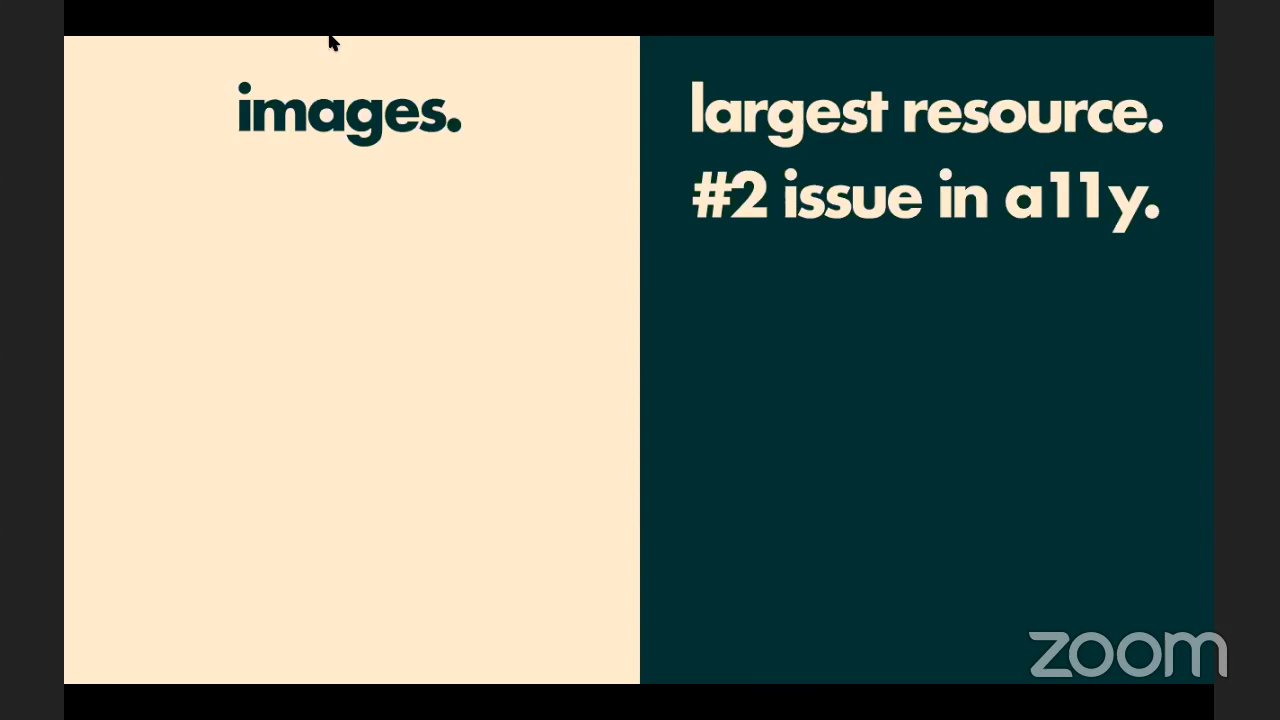 images.
largest resource.
#2 issue in a11y.
zoom